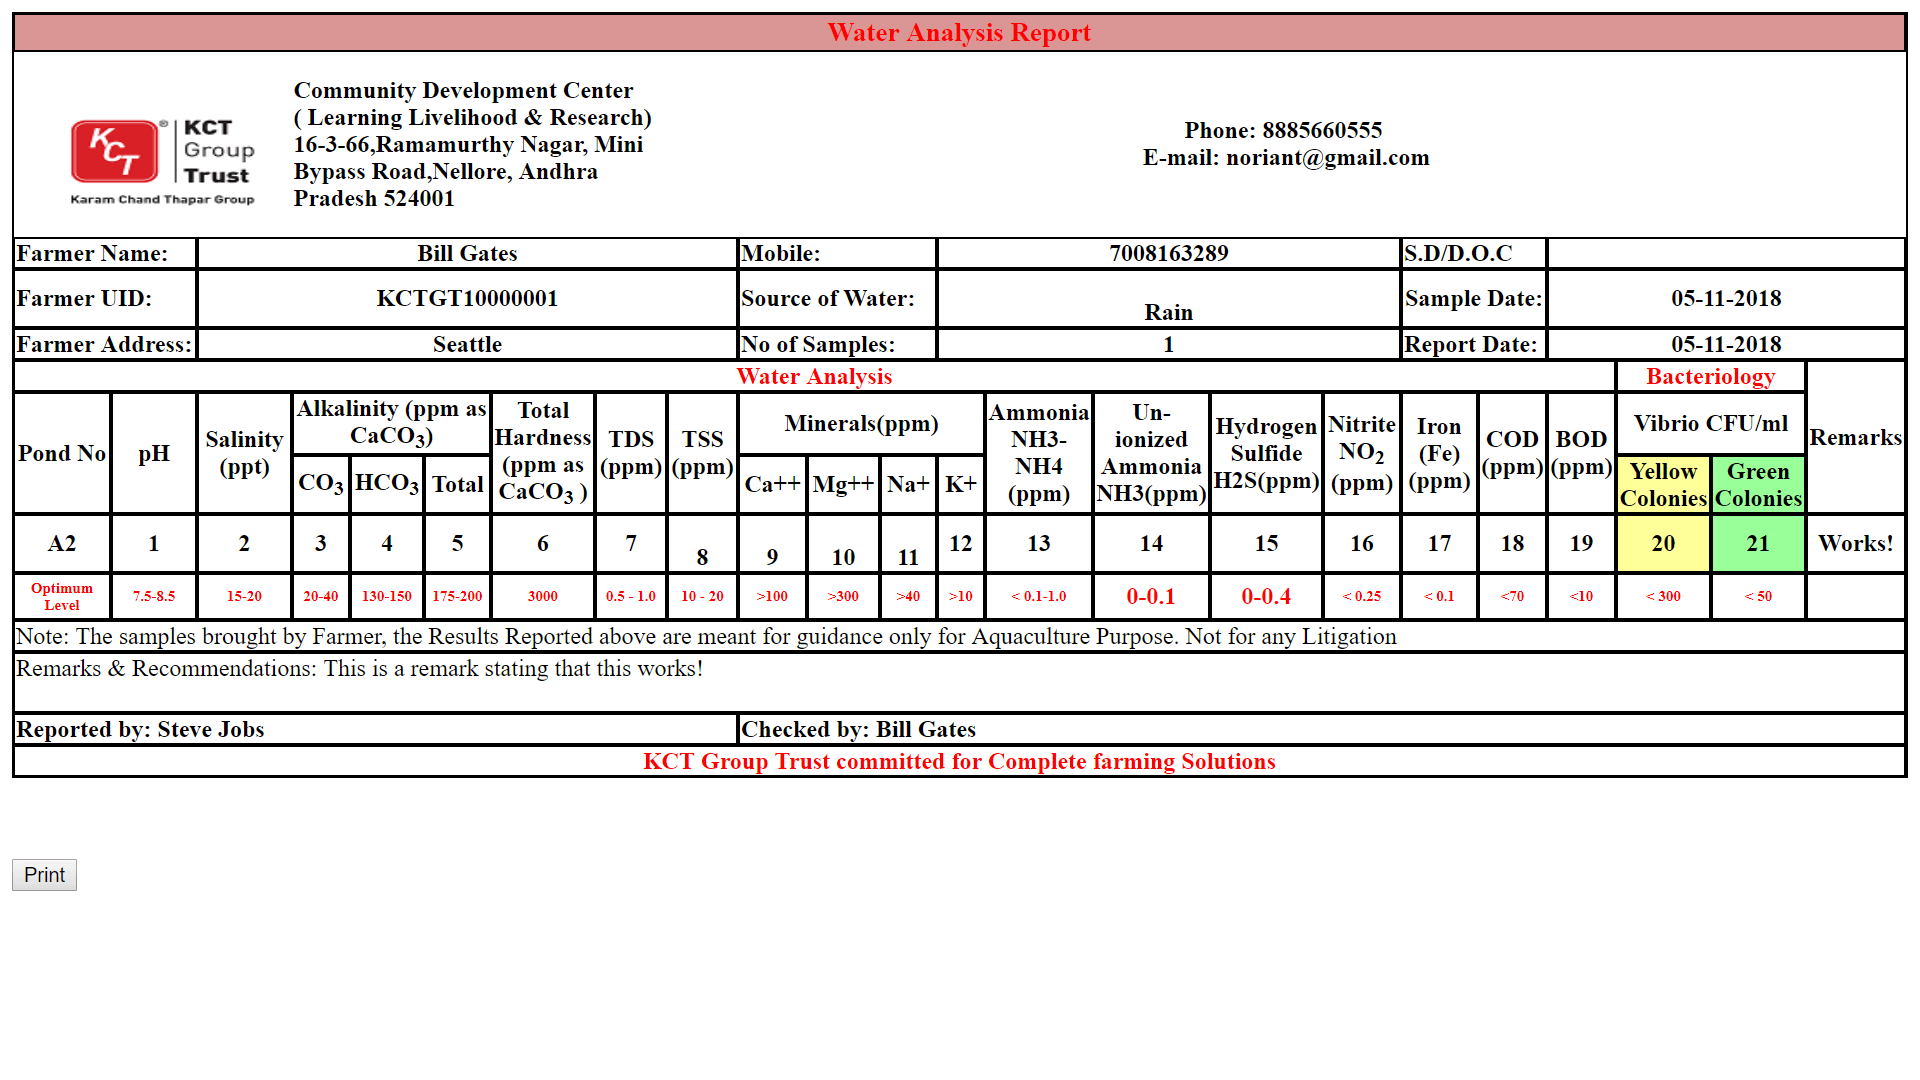 Water Analysis Report
KCT
®
KCT
Group
Trust
Karam Chand Thapar Group
Community Development Center
( Learning Livelihood & Research)
16-3-66,Ramamurthy Nagar, Mini
Bypass Road,Nellore, Andhra
Pradesh 524001
Phone: 8885660555
E-mail: noriant@gmail.com
Farmer Name: Bill Gates Mobile: 7008163289 S.D/D.O.C
Farmer UID: KCTGT10000001 Source of Water: Rain Sample Date: 05-11-2018
Farmer Address: Seattle No of Samples: 1 Report Date: 05-11-2018
Water Analysis Bacteriology
Pond No
pH
Salinity
(ppt)
Alkalinity (ppm as
CaCO3)
CO3 HCO3 Total
Total
Hardness
(ppm as
CaCO3 )
TDS
(ppm)
TSS
(ppm)
Minerals(ppm)
Ca++ Mg++ Na+ K+
Ammonia
NH3-
NH4
(ppm)
Un-
ionized
Ammonia
NH3(ppm)
Hydrogen
Sulfide
H2S(ppm)
Nitrite
NO2
(ppm)
Iron
(Fe)
(ppm)
COD
(ppm)
BOD
(ppm)
Vibrio CFU/ml
Yellow
Colonies
Green
Colonies
Remarks
A2 1 2 3 4 5 6 7 8 9 10 11 12 13 14 15 16 17 18 19 20 21 Works!
Optimum
Level
7.5-8.5 15-20 20-40 130-150 175-200 3000 0.5 - 1.0 10 - 20 >100 >300 >40 >10 < 0.1-1.0 0-0.1 0-0.4 < 0.25 < 0.1 <70 <10 < 300 < 50
Note: The samples brought by Farmer, the Results Reported above are meant for guidance only for Aquaculture Purpose. Not for any Litigation
Remarks & Recommendations: This is a remark stating that this works!
Reported by: Steve Jobs Checked by: Bill Gates
KCT Group Trust committed for Complete farming Solutions
Print